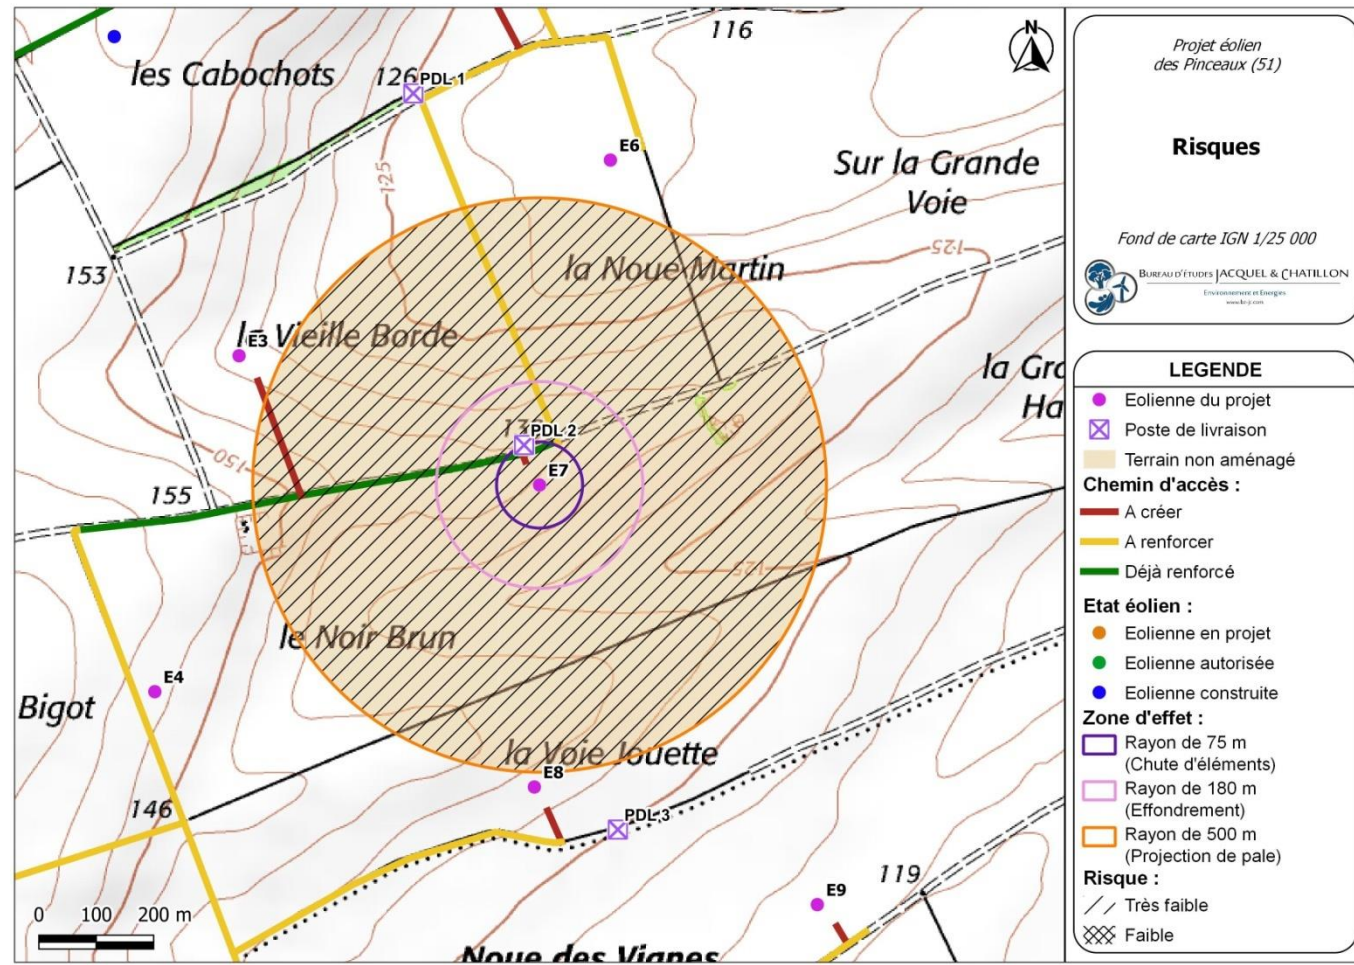 les Cabochots
126
PDL 1
116
N
E6
Sur la Grande
Voie
125
125
153
la Noue Martin
la Vieille Borde
E3
la Gro
Ha
PDL 2
E7
150
155
125
le Noir Brun
E4
Bigot
la Voie Jouette
E8
146
PDL 3
E9
119
0 100 200 m
Noue des Vignes
Projet éolien
des Pinceaux (51)
Risques
Fond de carte IGN 1/25 000
BUREAU D'ÉTUDES JACQUEL & CHATILLON
Environnement et Energies
LEGENDE
Eolienne du projet
Poste de livraison
Terrain non aménagé
Chemin d'accès :
A créer
A renforcer
Déjà renforcé
Etat éolien :
Eolienne en projet
Eolienne autorisée
Eolienne construite
Zone d'effet :
Rayon de 75 m
(Chute d'éléments)
Rayon de 180 m
(Effondrement)
Rayon de 500 m
(Projection de pale)
Risque :
Très faible
Faible